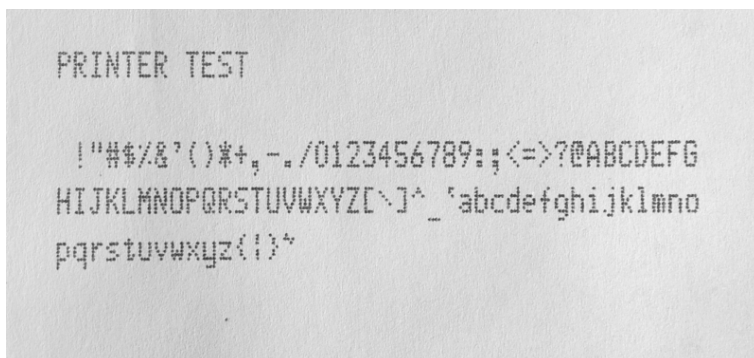 PRINTER TEST
!"#$%&'()*+,-./0123456789:;<=>?@ABCDEFG
HIJKLMNOPQRSTUVWXYZ[\]^_`abcdefghijklmno
pqrstuvwxyz{¦}~